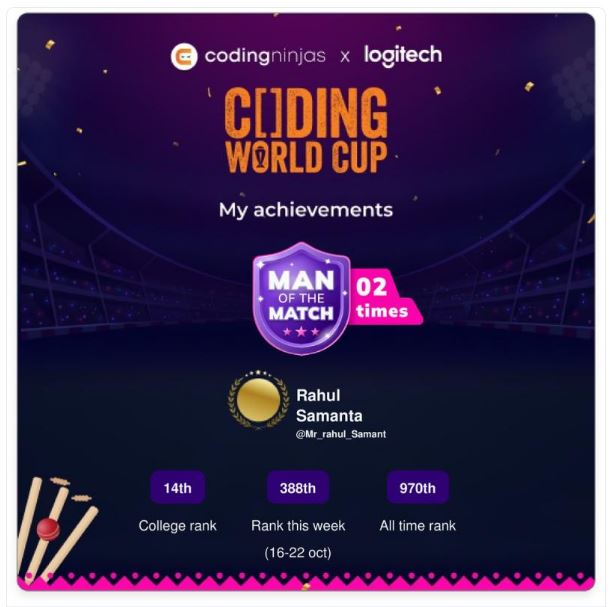 codingninjas x logitech
C[]DING
WORLD CUP
My achievements
MAN
OF THE
MATCH
02
times
Rahul
Samanta
@Mr_rahul_Samant
14th 388th 970th
College rank Rank this week All time rank
(16-22 oct)